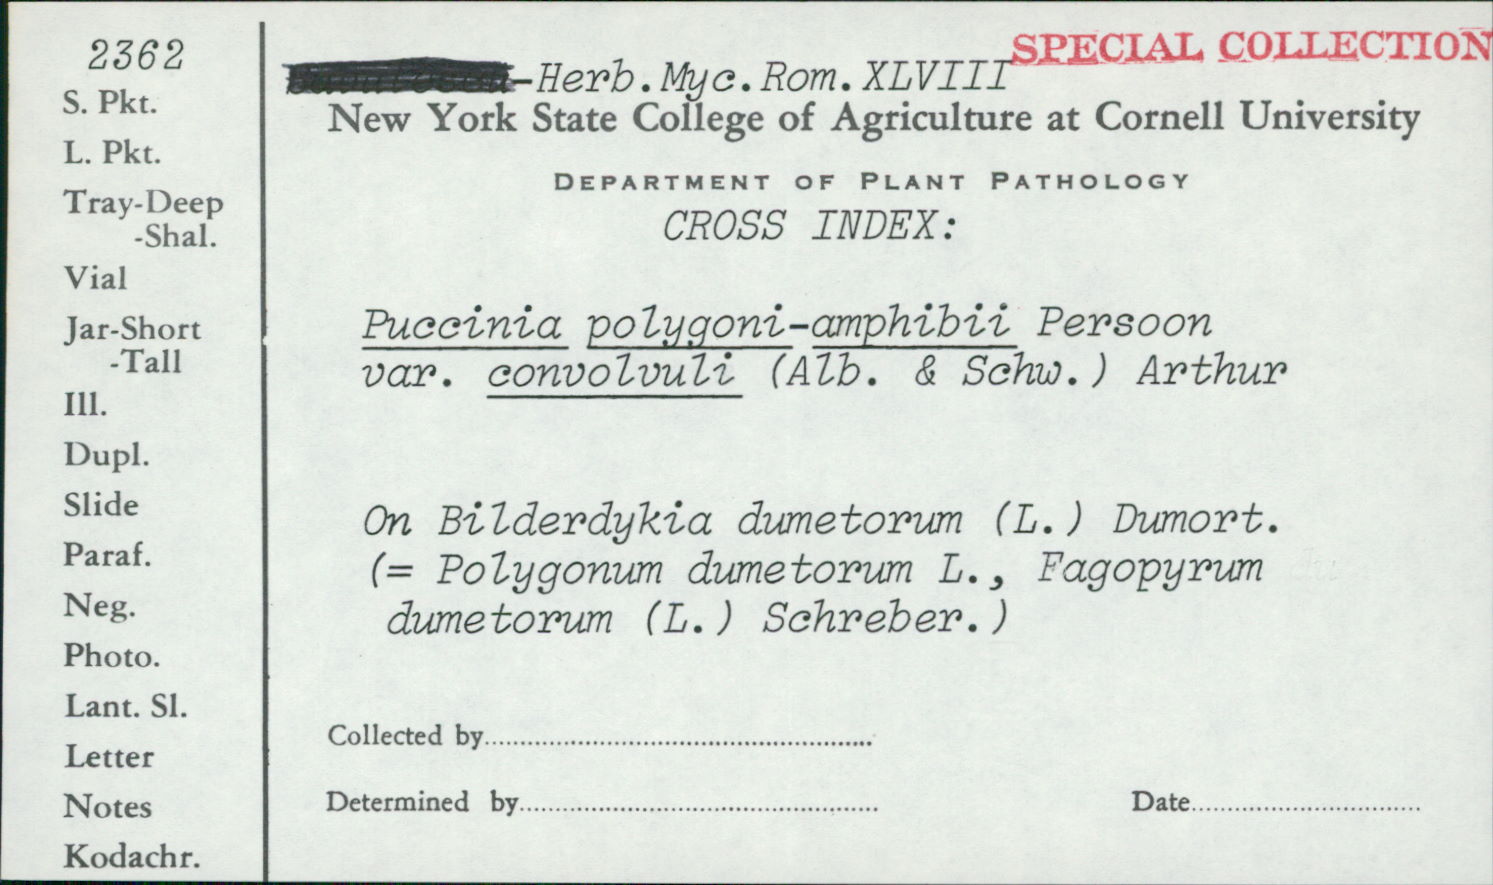 2362
S. Pkt.
L. Pkt.
Tray-Deep
-Shal.
Vial
Jar-Short
-Tall
Ill.
Dupl.
Slide
Paraf.
Neg.
Photo.
Lant. Sl.
Letter
Notes
Kodachr.
SPECIAL COLLECTION
-Herb.Myc.Rom. XLVIII
New York State College of Agriculture at Cornell University
DEPARTMENT OF PLANT PATHOLOGY
CROSS INDEX:
Puccinia polygoni-amphibii Persoon
var. convolvuli (Alb. & Schw.) Arthur
On Bilderdykia dumetorum (L.) Dumort.
(= Polygonum dumetorum L., Fagopyrum
dumetorum (L.) Schreber.)
Collected by
Determined by
Date